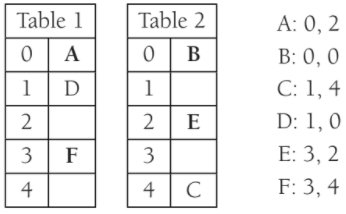 Table 1
0 A
1 D
2
3 F
4
Table 2
0 B
1
2 E
3
4 C
A: 0, 2
B: 0, 0
C: 1, 4
D: 1, 0
E: 3, 2
F: 3, 4